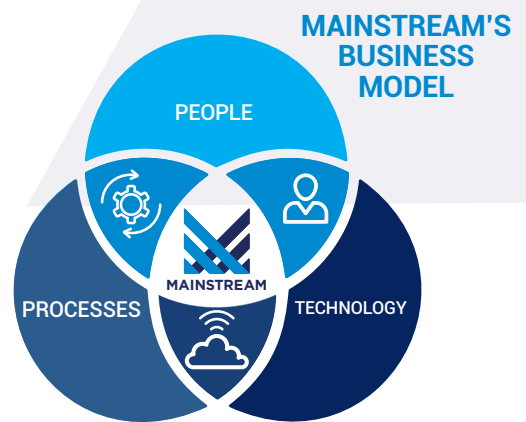 MAINSTREAM'S
BUSINESS
MODEL
PEOPLE
MAINSTREAM
PROCESSES
TECHNOLOGY